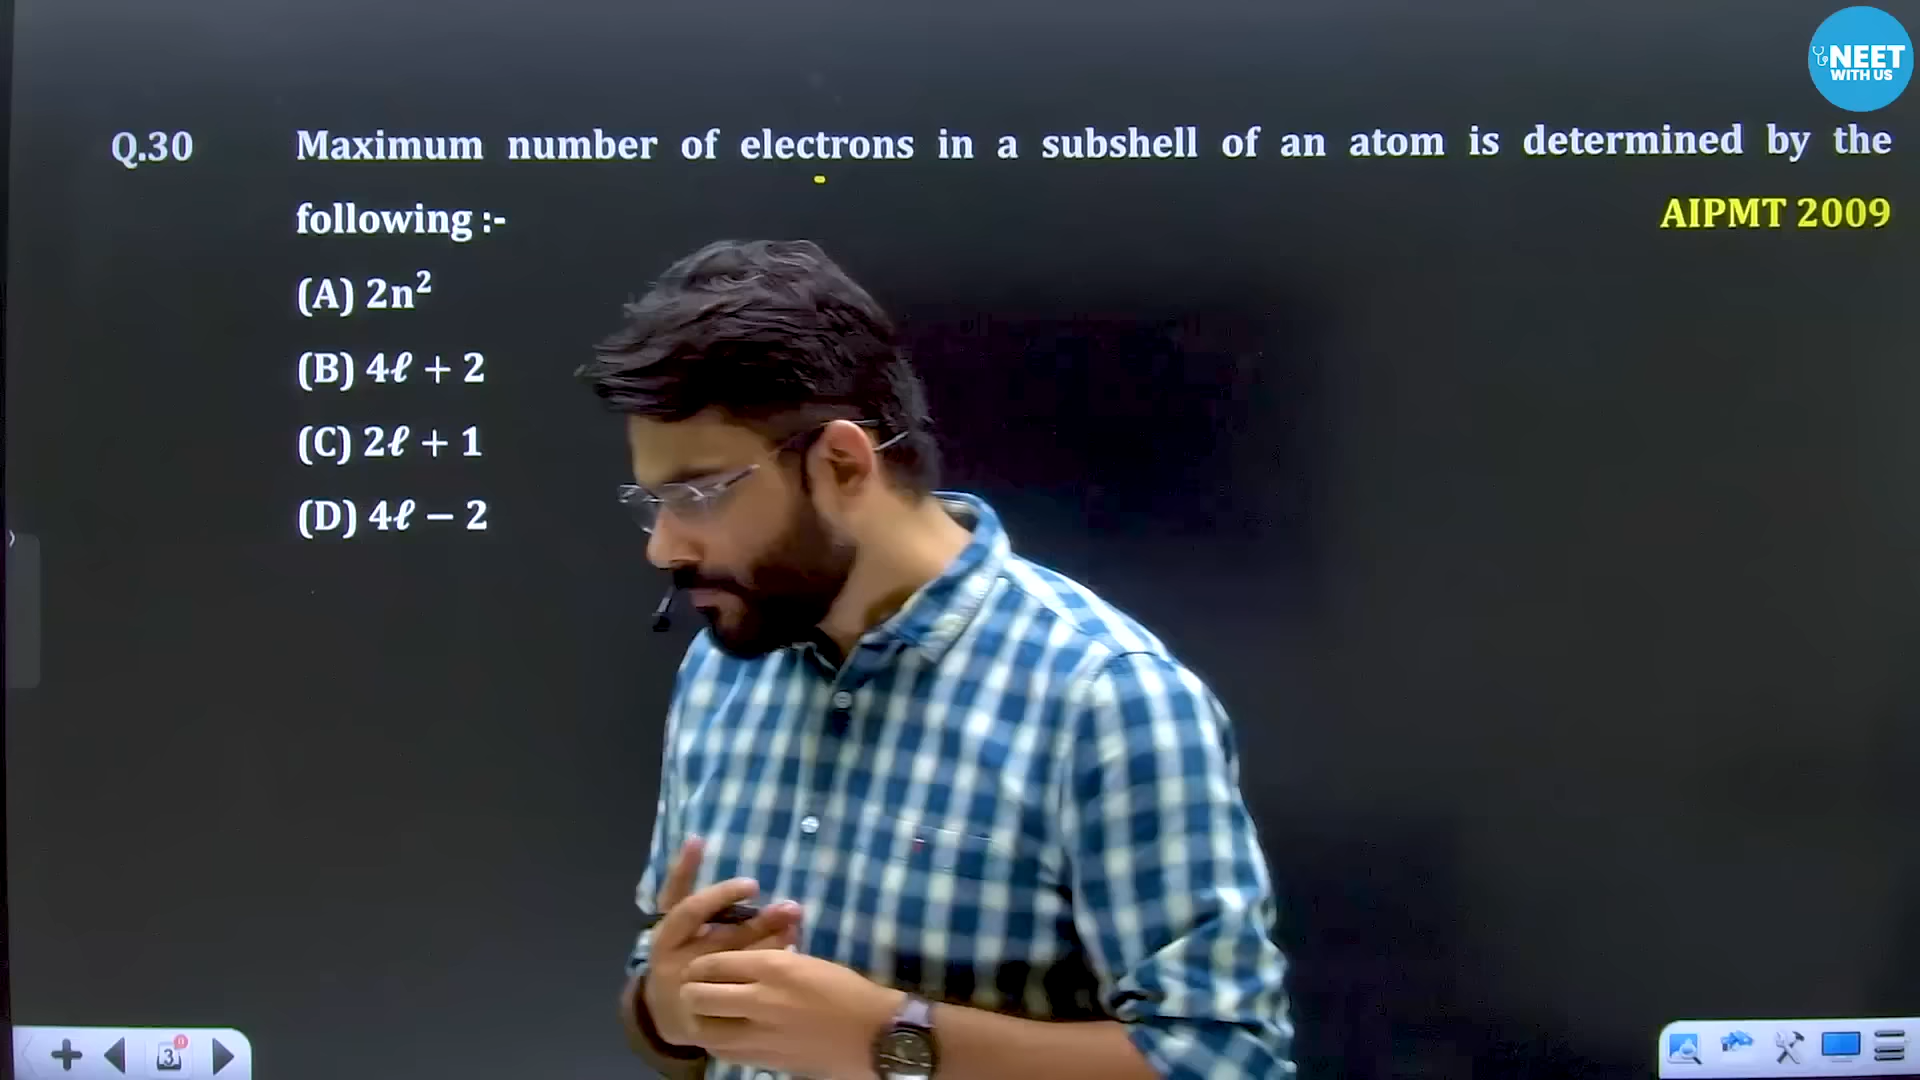 NEET
WITH US
Q.30 Maximum number of electrons in a subshell of an atom is determined by the
following :- AIPMT 2009
(A) 2n²
(B) 4ℓ + 2
(C) 2ℓ + 1
(D) 4ℓ − 2
3